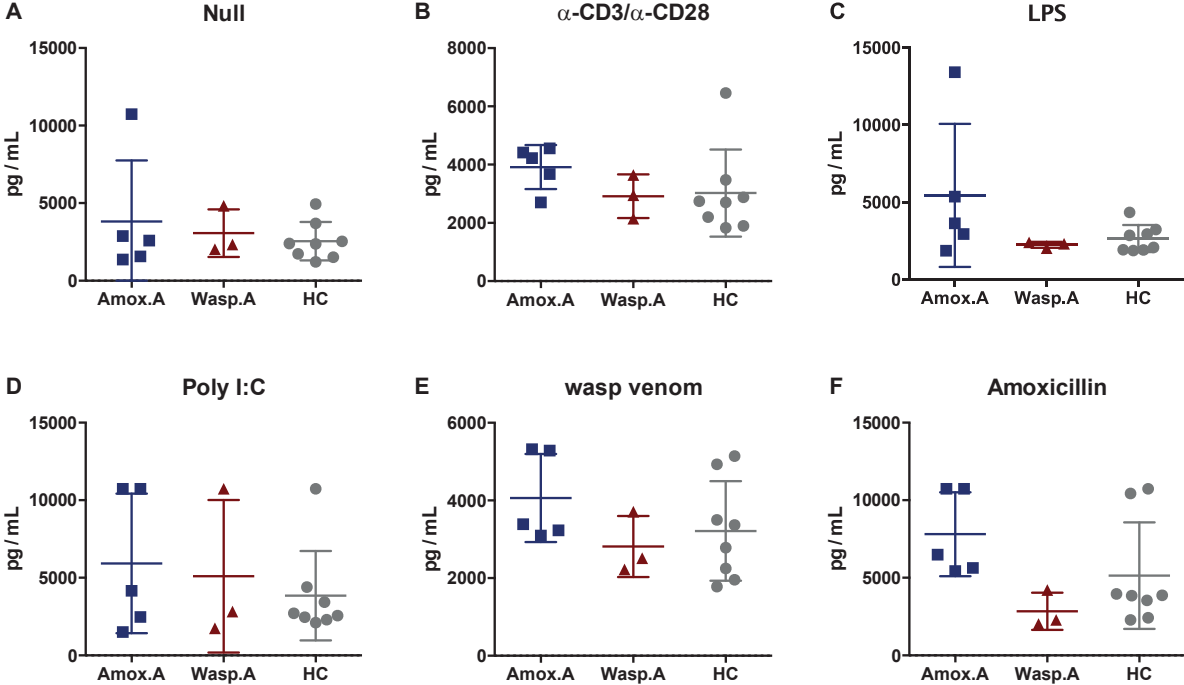 A
Null
15000
10000
5000
0
pg / mL
Amox.A Wasp.A HC
B
α-CD3/α-CD28
8000
6000
4000
2000
0
pg / mL
Amox.A Wasp.A HC
C
LPS
15000
10000
5000
0
pg / mL
Amox.A Wasp.A HC
D
Poly I:C
15000
10000
5000
0
pg / mL
Amox.A Wasp.A HC
E
wasp venom
6000
4000
2000
0
pg / mL
Amox.A Wasp.A HC
F
Amoxicillin
15000
10000
5000
0
pg / mL
Amox.A Wasp.A HC